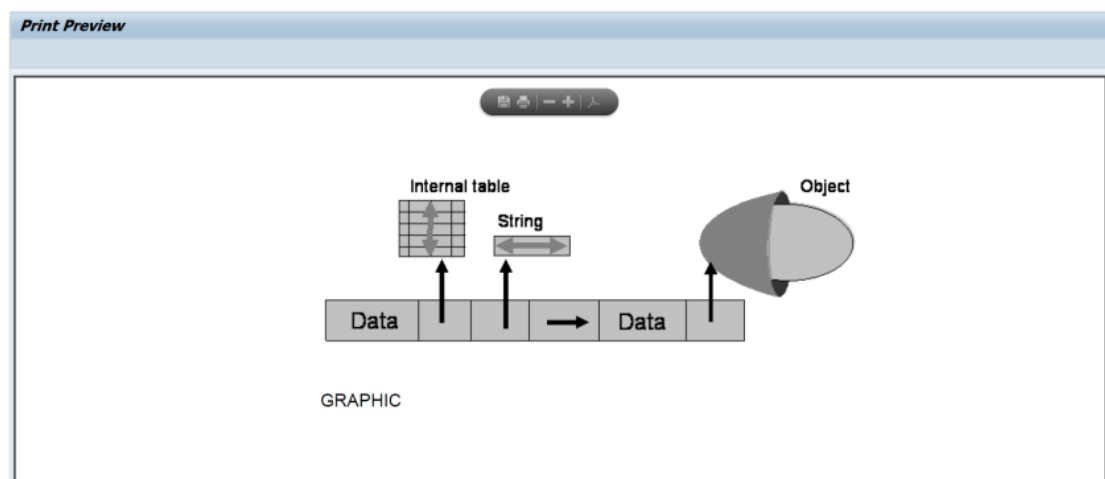 Print Preview
Internal table
Object
String
Data
Data
GRAPHIC